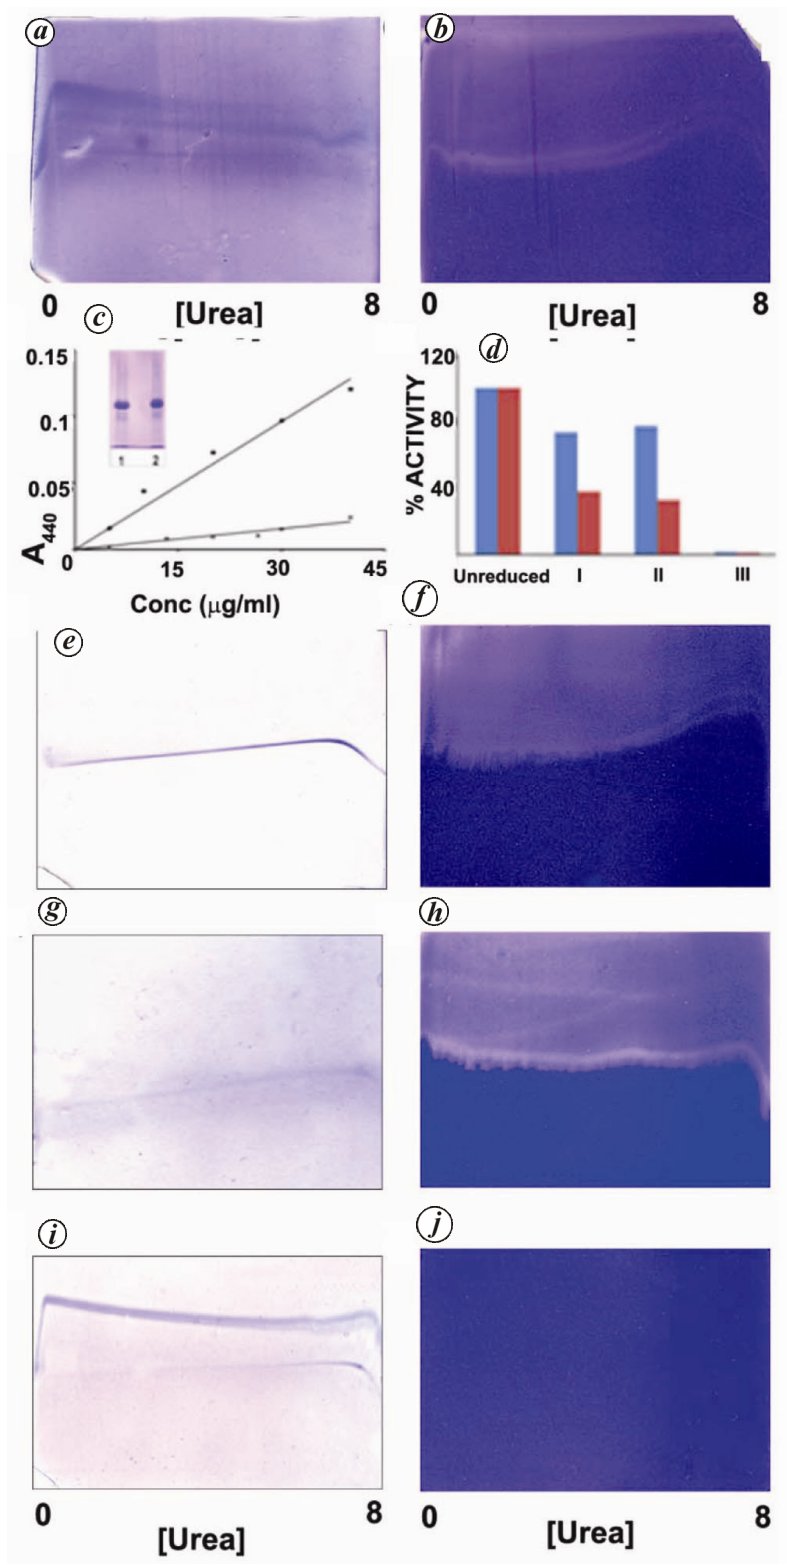 a b
0 [Urea] 8 0 [Urea] 8
c d
0.15
0.1
0.05
0 15 30 45
A440
Conc (μg/ml)
1 2
120
80
40
% ACTIVITY
Unreduced I II III
e f
g h
i j
0 [Urea] 8 0 [Urea] 8